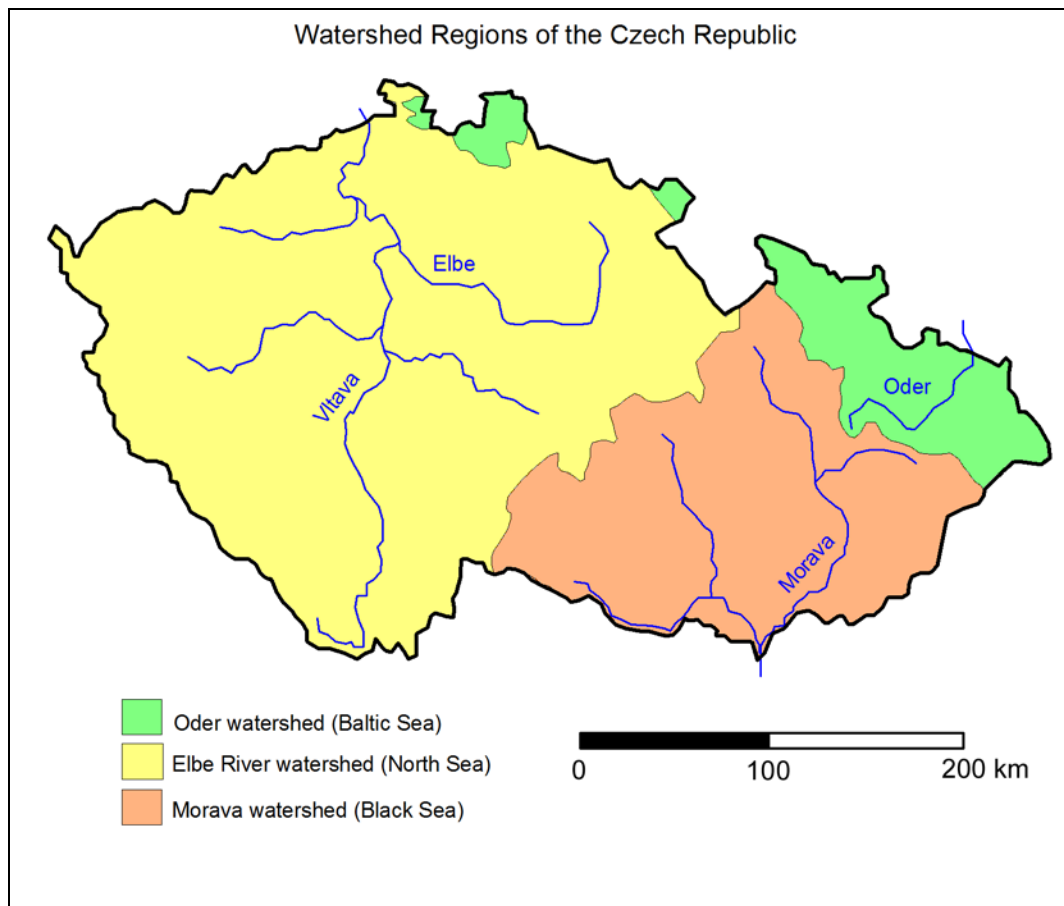 Watershed Regions of the Czech Republic
Elbe
Vltava
Oder
Morava
Oder watershed (Baltic Sea)
Elbe River watershed (North Sea)
Morava watershed (Black Sea)
0 100 200 km